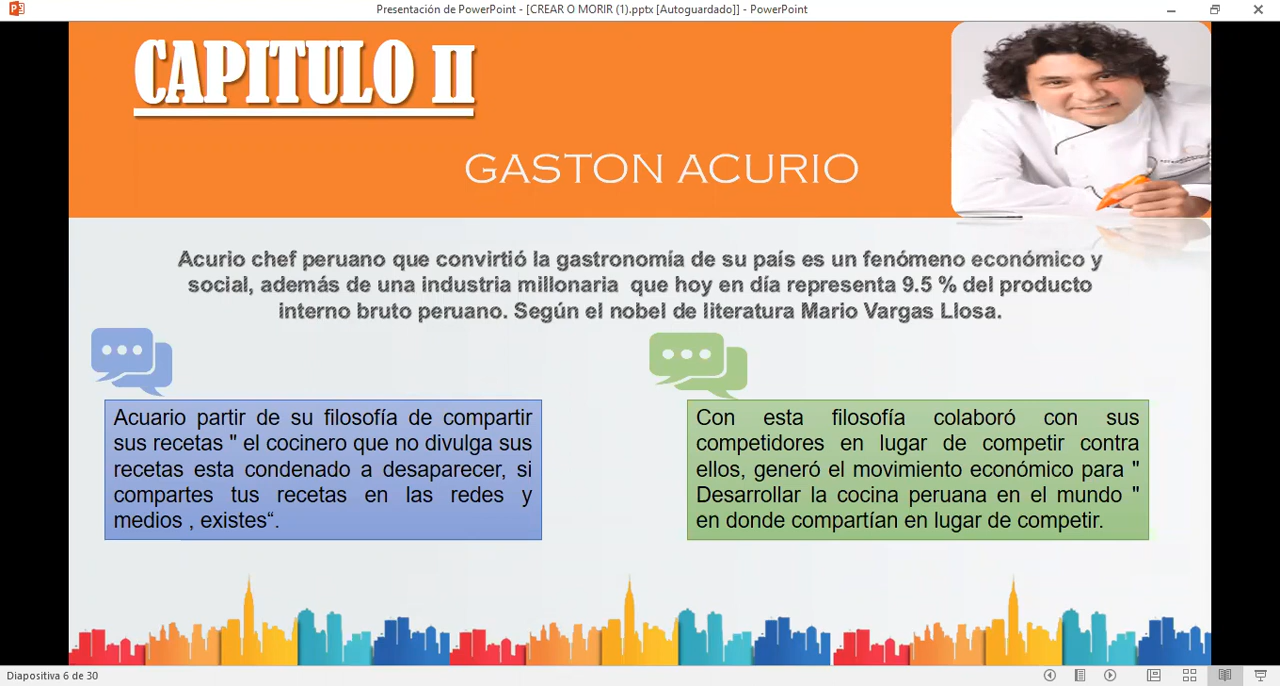 Presentación de PowerPoint - [CREAR O MORIR (1).pptx [Autoguardado]] - PowerPoint
CAPITULO II
GASTON ACURIO
Acurio chef peruano que convirtió la gastronomía de su país es un fenómeno económico y
social, además de una industria millonaria que hoy en día representa 9.5 % del producto
interno bruto peruano. Según el nobel de literatura Mario Vargas Llosa.
Acuario partir de su filosofía de compartir
sus recetas " el cocinero que no divulga sus
recetas esta condenado a desaparecer, si
compartes tus recetas en las redes y
medios , existes“.
Con esta filosofía colaboró con sus
competidores en lugar de competir contra
ellos, generó el movimiento económico para "
Desarrollar la cocina peruana en el mundo "
en donde compartían en lugar de competir.
Diapositiva 6 de 30